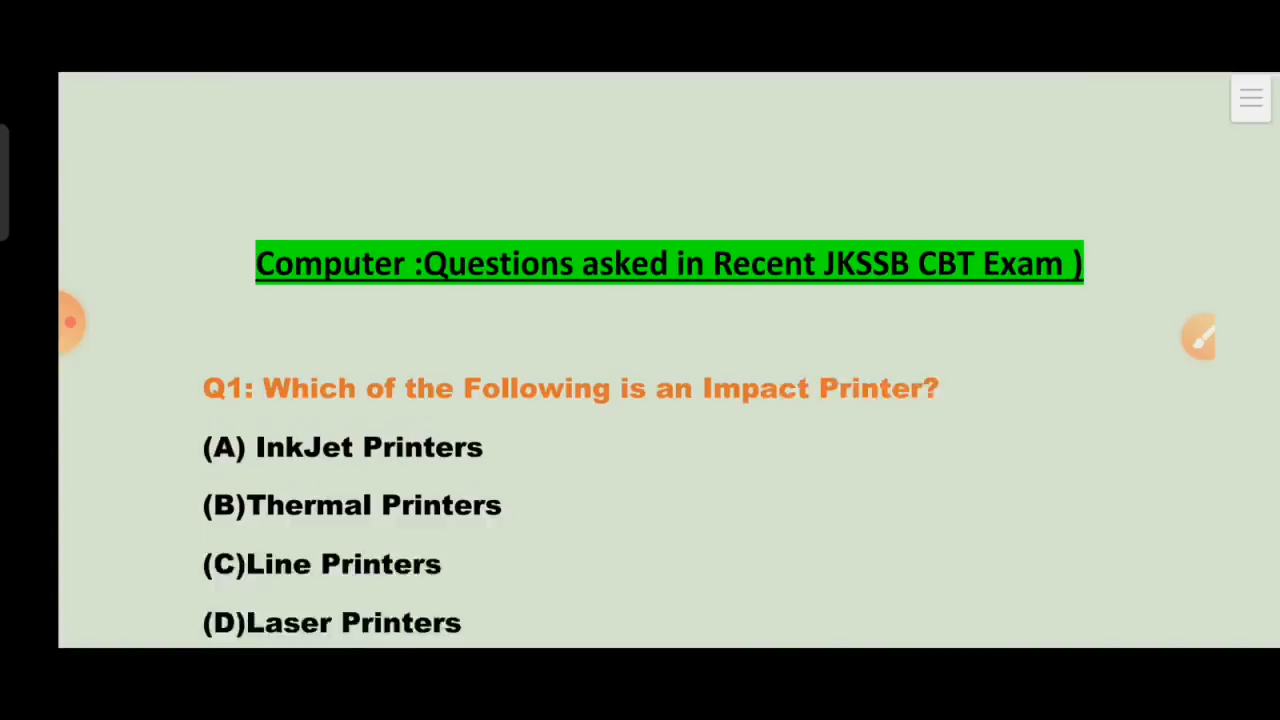 Computer :Questions asked in Recent JKSSB CBT Exam )
Q1: Which of the Following is an Impact Printer?
(A) InkJet Printers
(B)Thermal Printers
(C)Line Printers
(D)Laser Printers